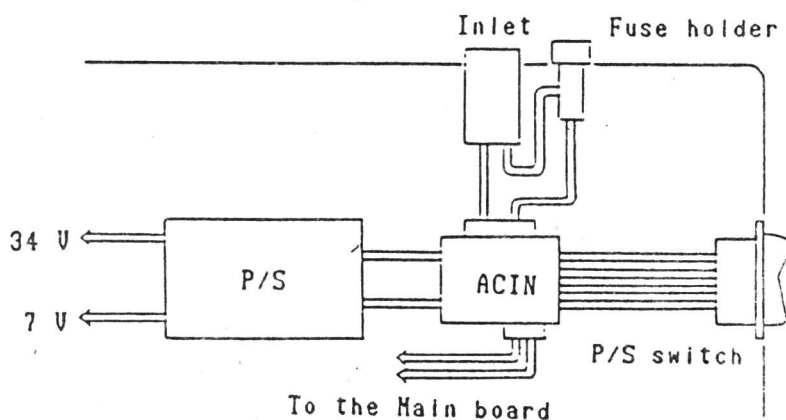 Inlet
Fuse holder
34 V
P/S
ACIN
7 V
P/S switch
To the Main board